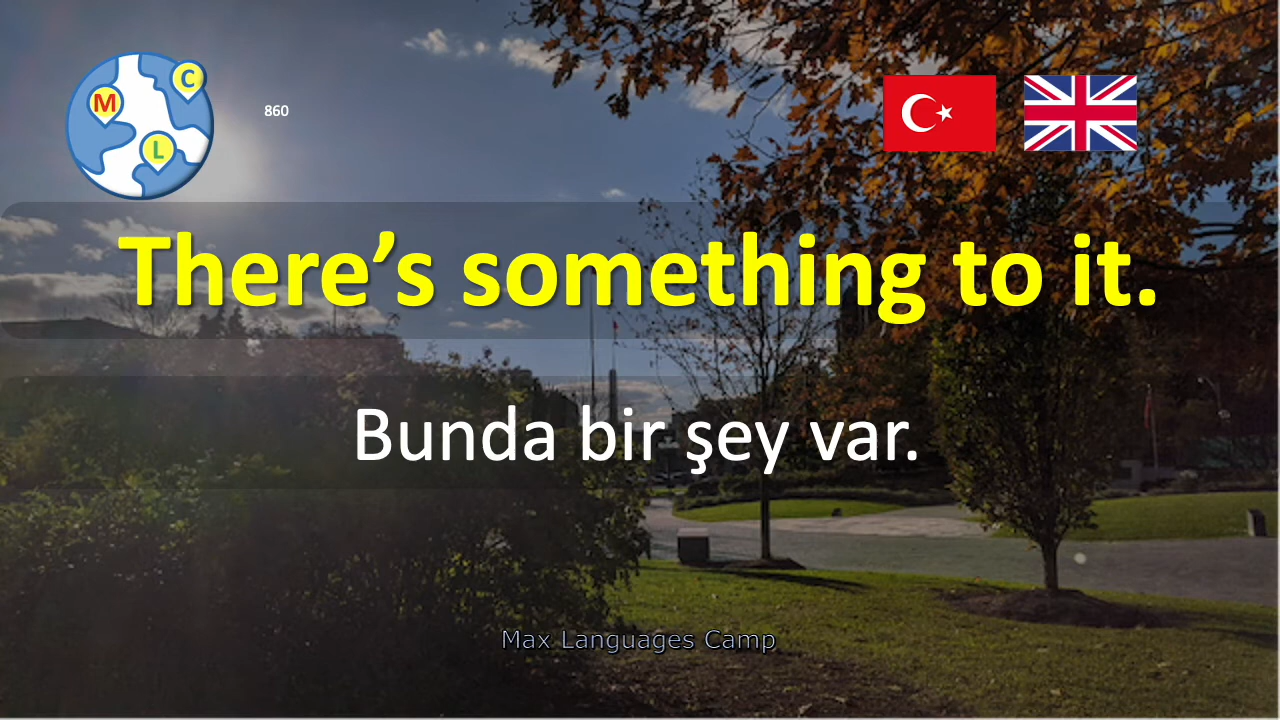 M
C
L
860
There's something to it.
Bunda bir şey var.
Max Languages Camp